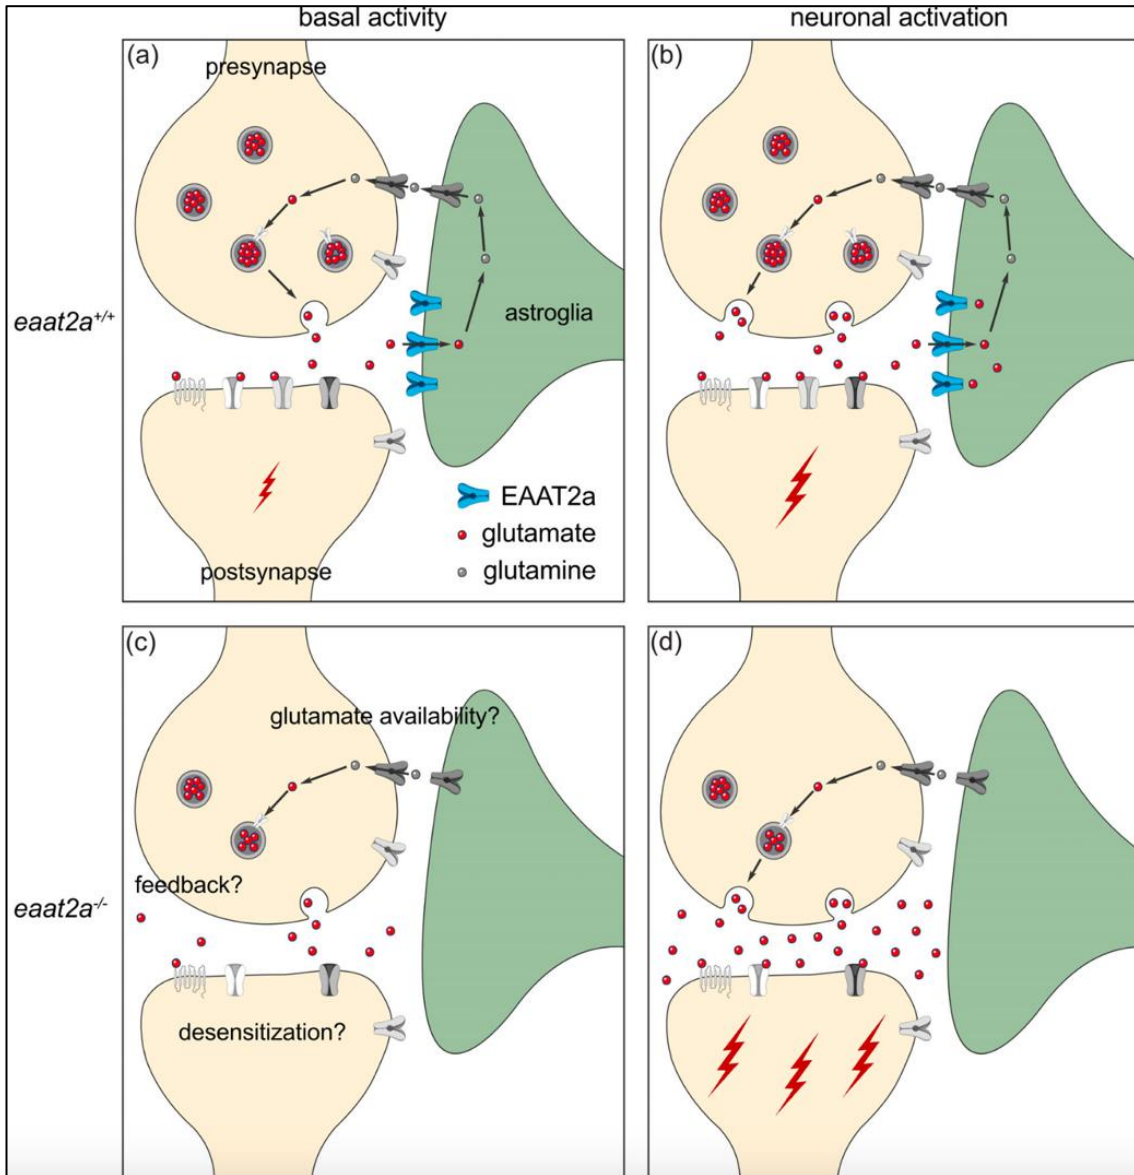 basal activity
neuronal activation
(a)
presynapse
eaat2a+/+
astroglia
EAAT2a
glutamate
glutamine
postsynapse
(b)
(c)
glutamate availability?
feedback?
eaat2a-/-
desensitization?
(d)